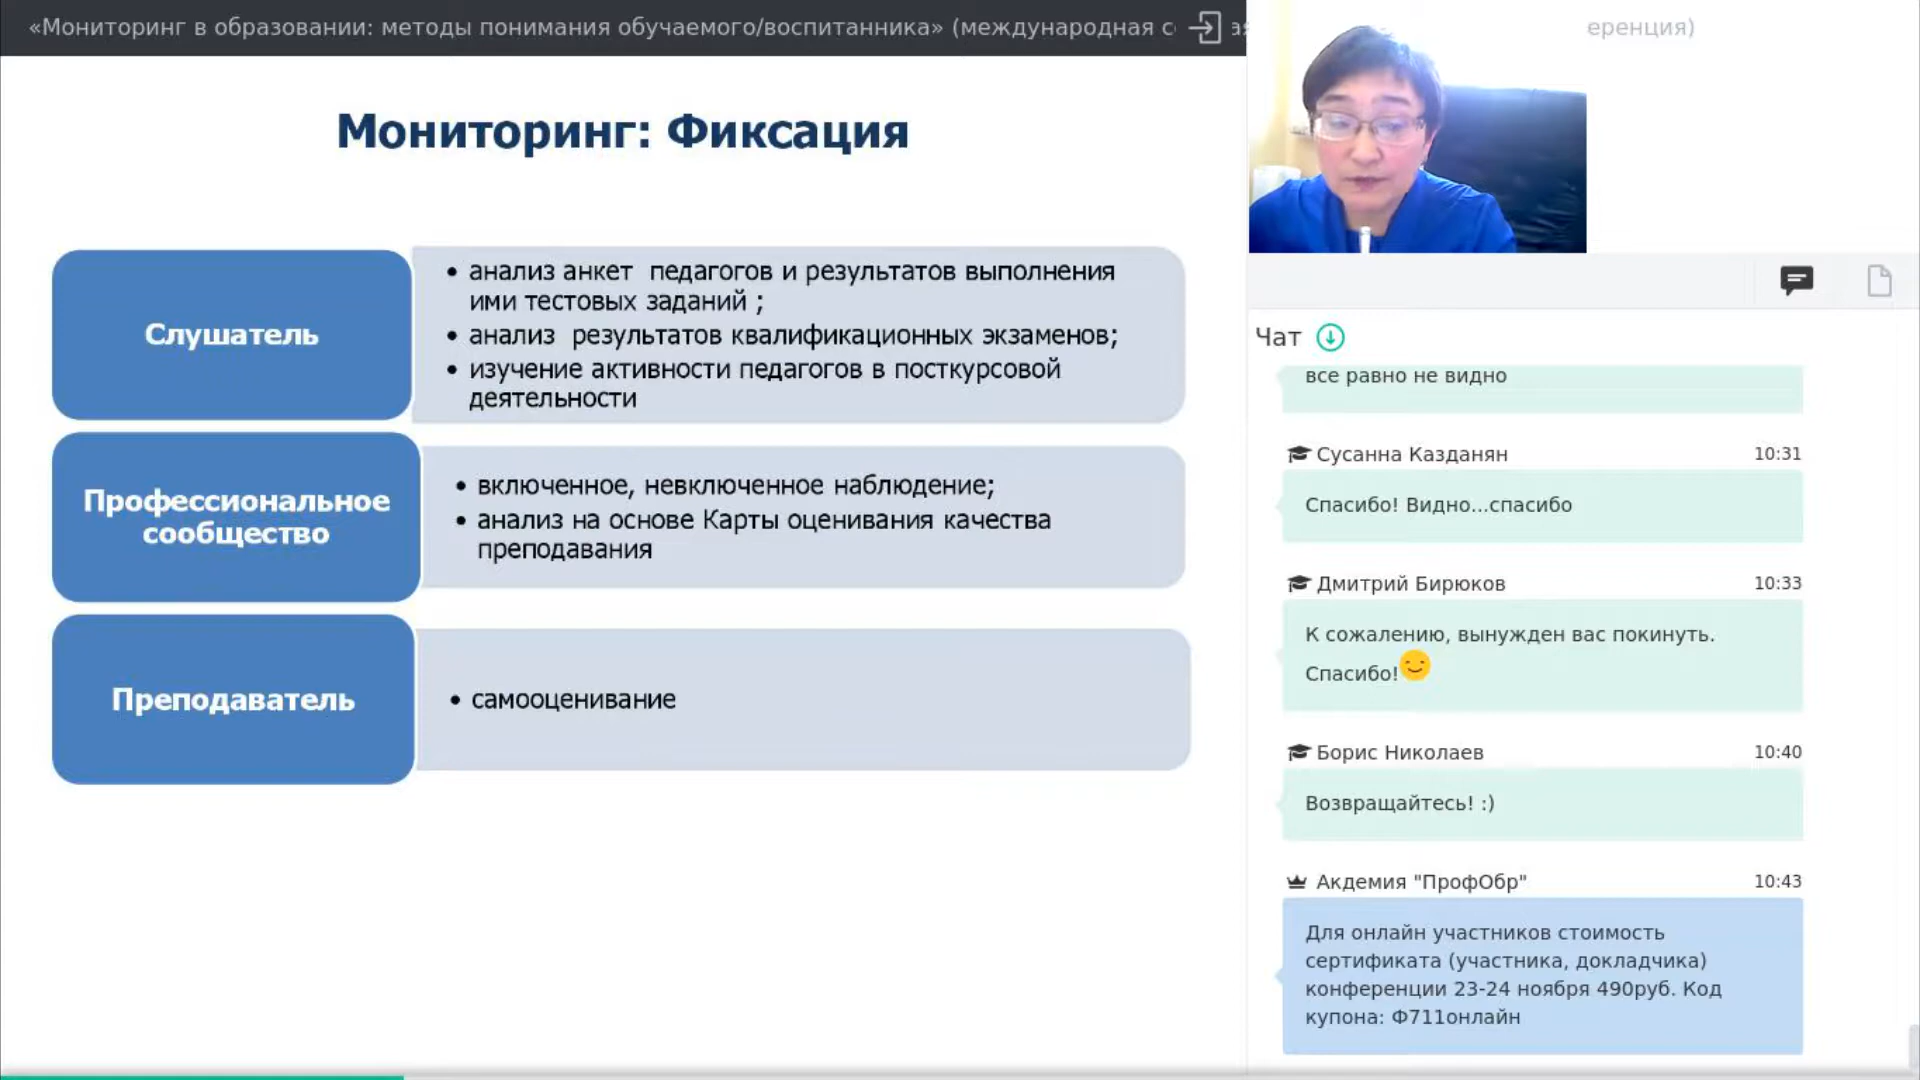 «Мониторинг в образовании: методы понимания обучаемого/воспитанника» (международная
еренция)
Мониторинг: Фиксация
Слушатель
• анализ анкет педагогов и результатов выполнения
ими тестовых заданий ;
• анализ результатов квалификационных экзаменов;
• изучение активности педагогов в посткурсовой
деятельности
Профессиональное
сообщество
• включенное, невключенное наблюдение;
• анализ на основе Карты оценивания качества
преподавания
Преподаватель
• самооценивание
Чат
все равно не видно
Сусанна Казданян 10:31
Спасибо! Видно...спасибо
Дмитрий Бирюков 10:33
К сожалению, вынужден вас покинуть.
Спасибо!
Борис Николаев 10:40
Возвращайтесь! :)
Акдемия "ПрофОбр" 10:43
Для онлайн участников стоимость
сертификата (участника, докладчика)
конференции 23-24 ноября 490руб. Код
купона: Ф711онлайн